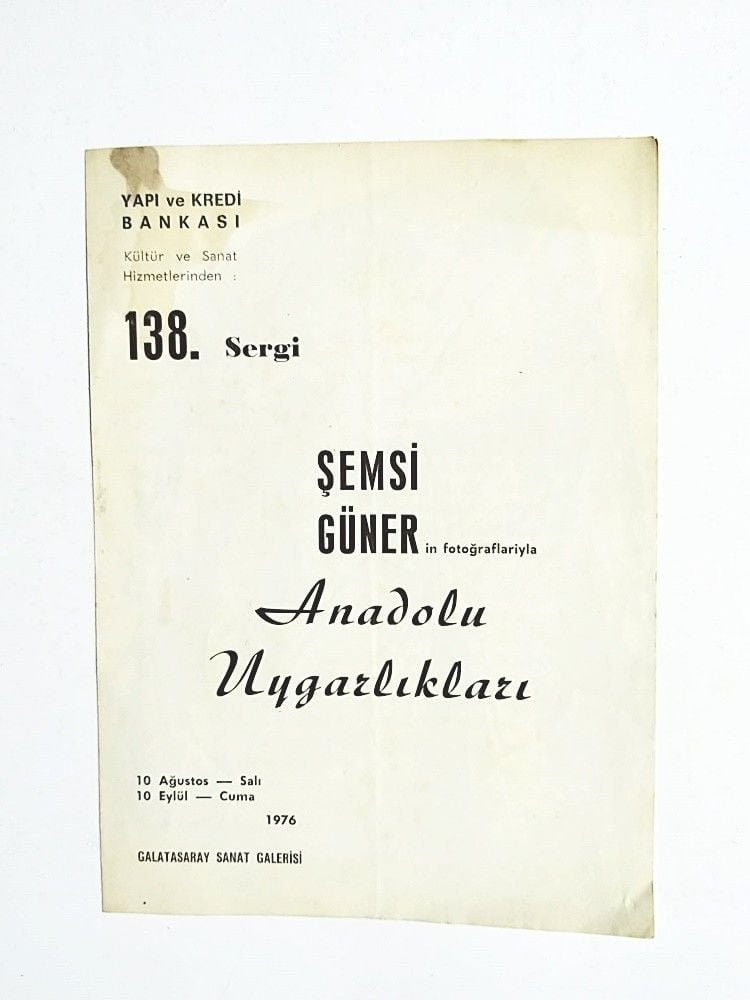 YAPI ve KREDİ
BANKASI
Kültür ve Sanat
Hizmetlerinden :
138. Sergi
ŞEMSİ
GÜNER in fotoğraflariyla
Anadolu
Uygarlıkları
10 Ağustos — Salı
10 Eylül — Cuma
1976
GALATASARAY SANAT GALERİSİ